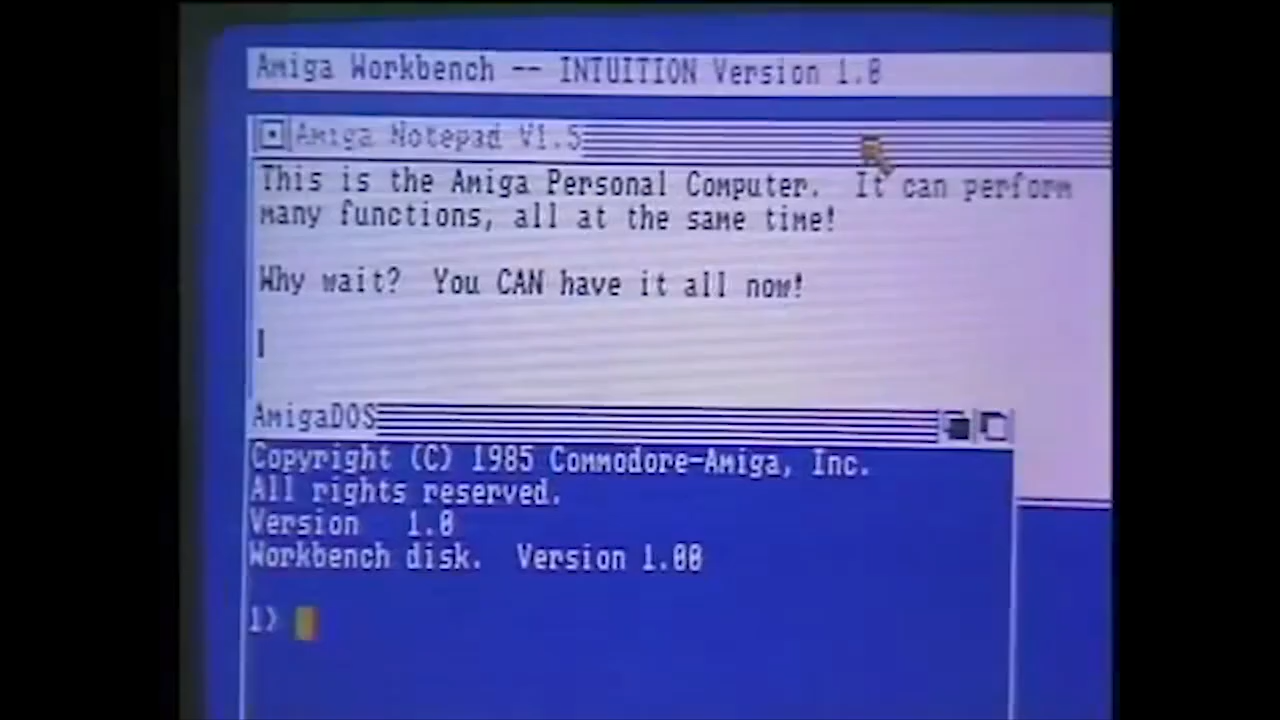 Amiga Workbench -- INTUITION Version 1.0
Amiga Notepad V1.5
This is the Amiga Personal Computer.  It can perform
many functions, all at the same time!
Why wait?  You CAN have it all now!
AmigaDOS
Copyright (C) 1985 Commodore-Amiga, Inc.
All rights reserved.
Version   1.0
Workbench disk.  Version 1.00
1>